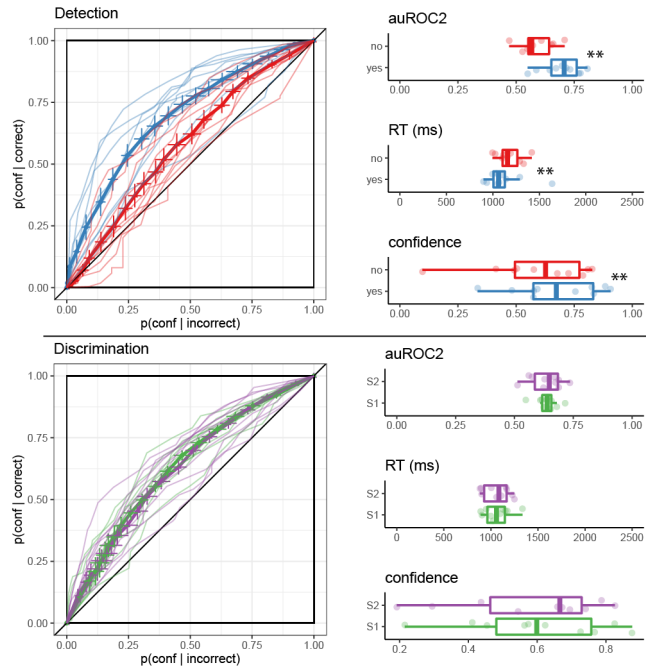 Detection
1.00
0.75
0.50
0.25
0.00
0.00 0.25 0.50 0.75 1.00
p(conf | correct)
p(conf | incorrect)
auROC2
no
yes
**
0.00 0.25 0.50 0.75 1.00
RT (ms)
no
yes
**
0 500 1000 1500 2000 2500
confidence
no
yes
**
0.00 0.25 0.50 0.75 1.00
Discrimination
1.00
0.75
0.50
0.25
0.00
0.00 0.25 0.50 0.75 1.00
p(conf | correct)
p(conf | incorrect)
auROC2
S2
S1
0.00 0.25 0.50 0.75 1.00
RT (ms)
S2
S1
0 500 1000 1500 2000 2500
confidence
S2
S1
0.2 0.4 0.6 0.8